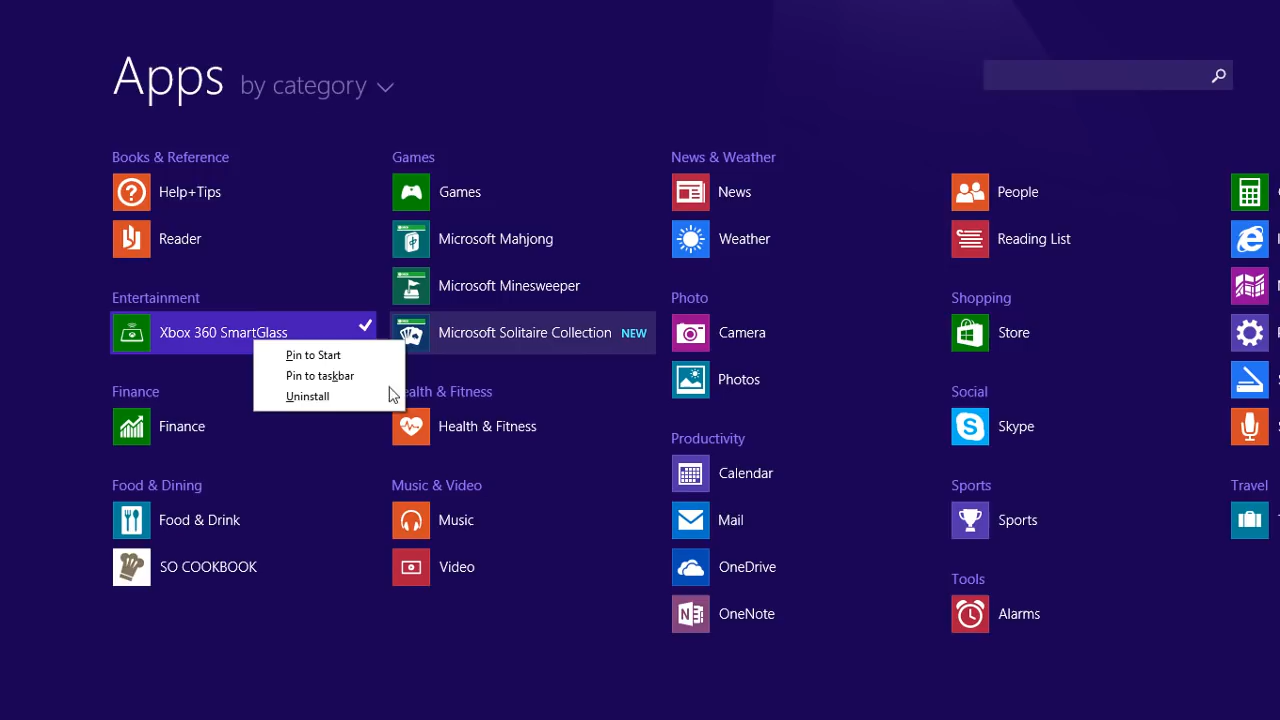 Apps by category
Books & Reference
Help+Tips
Reader
Entertainment
Xbox 360 SmartGlass
Pin to Start
Pin to taskbar
Uninstall
Finance
Finance
Food & Dining
Food & Drink
SO COOKBOOK
Games
Games
Microsoft Mahjong
Microsoft Minesweeper
Microsoft Solitaire Collection NEW
Health & Fitness
Health & Fitness
Music & Video
Music
Video
News & Weather
News
Weather
Photo
Camera
Photos
Productivity
Calendar
Mail
OneDrive
OneNote
People
Reading List
Shopping
Store
Social
Skype
Sports
Sports
Tools
Alarms
Travel